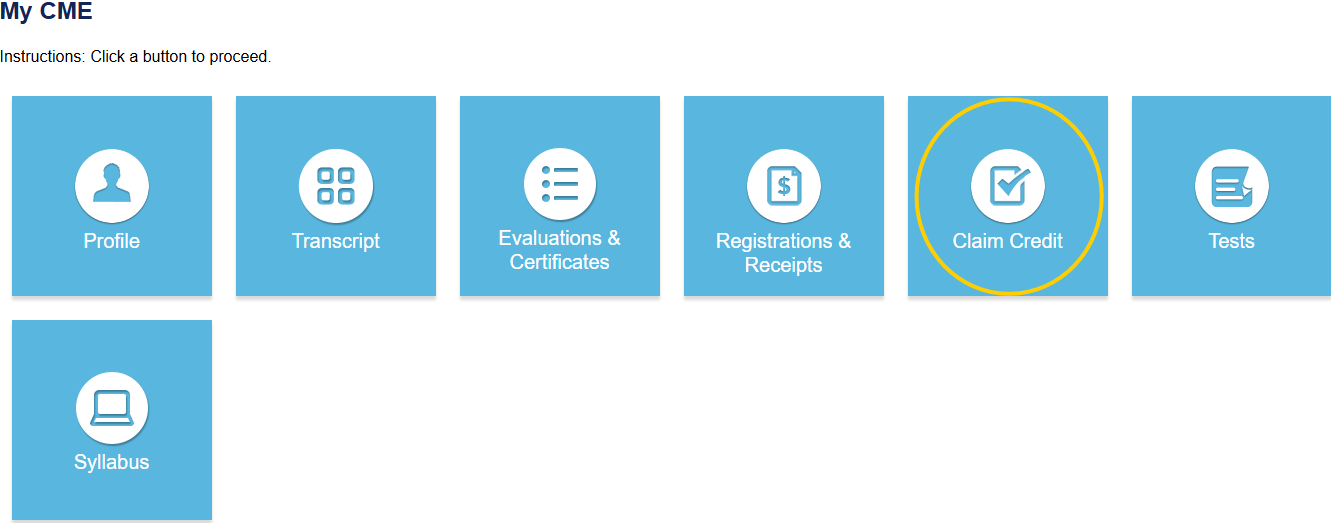 My CME
Instructions: Click a button to proceed.
Profile
Transcript
Evaluations &
Certificates
Registrations &
Receipts
$
Claim Credit
Tests
Syllabus